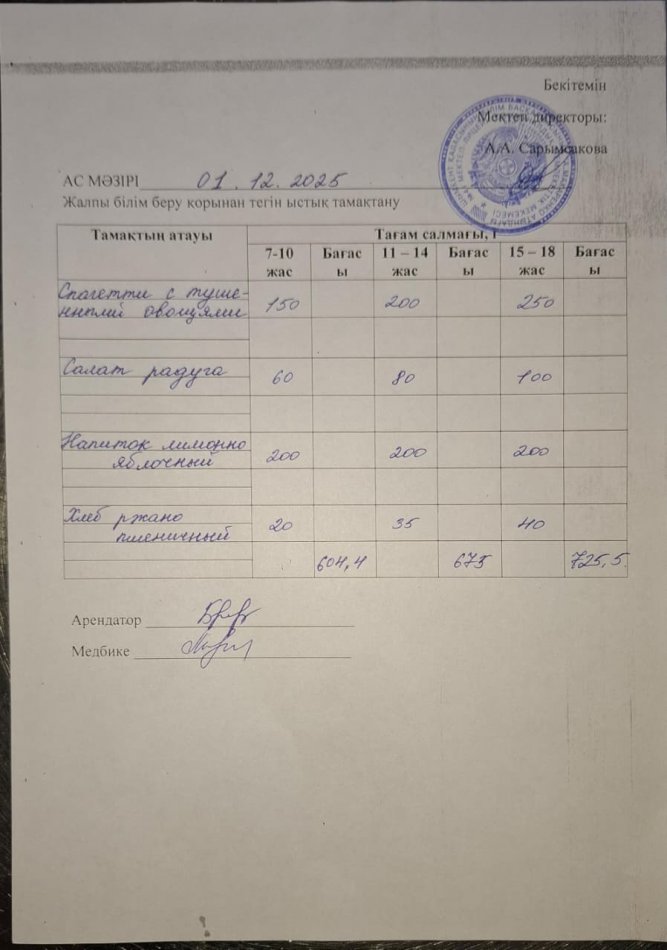 Бекітемін
Мектеп директоры:
А.А. Сарымсакова
АС МӘЗІРІ 01.12.2025
Жалпы білім беру қорынан тегін ыстық тамақтану
Тамақтың атауы Тағам салмағы, г
7-10 жас Бағасы 11 – 14 жас Бағасы 15 – 18 жас Бағасы
Спагетти с туше-
нными овощами 150 200 250
Салат радуга 60 80 100
Напиток лимонно
яблочный 200 200 200
Хлеб ржано
пшеничный 20 35 40
604,4 675 725,5
Арендатор
Медбике